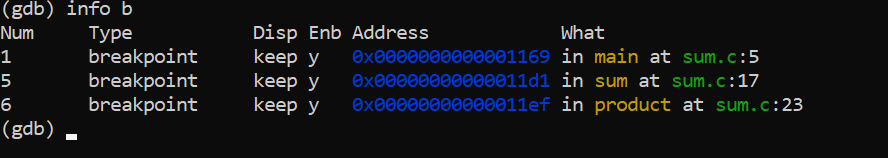 (gdb) info b
Num     Type           Disp Enb Address            What
1       breakpoint     keep y   0x0000000000001169 in main at sum.c:5
5       breakpoint     keep y   0x00000000000011d1 in sum at sum.c:17
6       breakpoint     keep y   0x00000000000011ef in product at sum.c:23
(gdb)